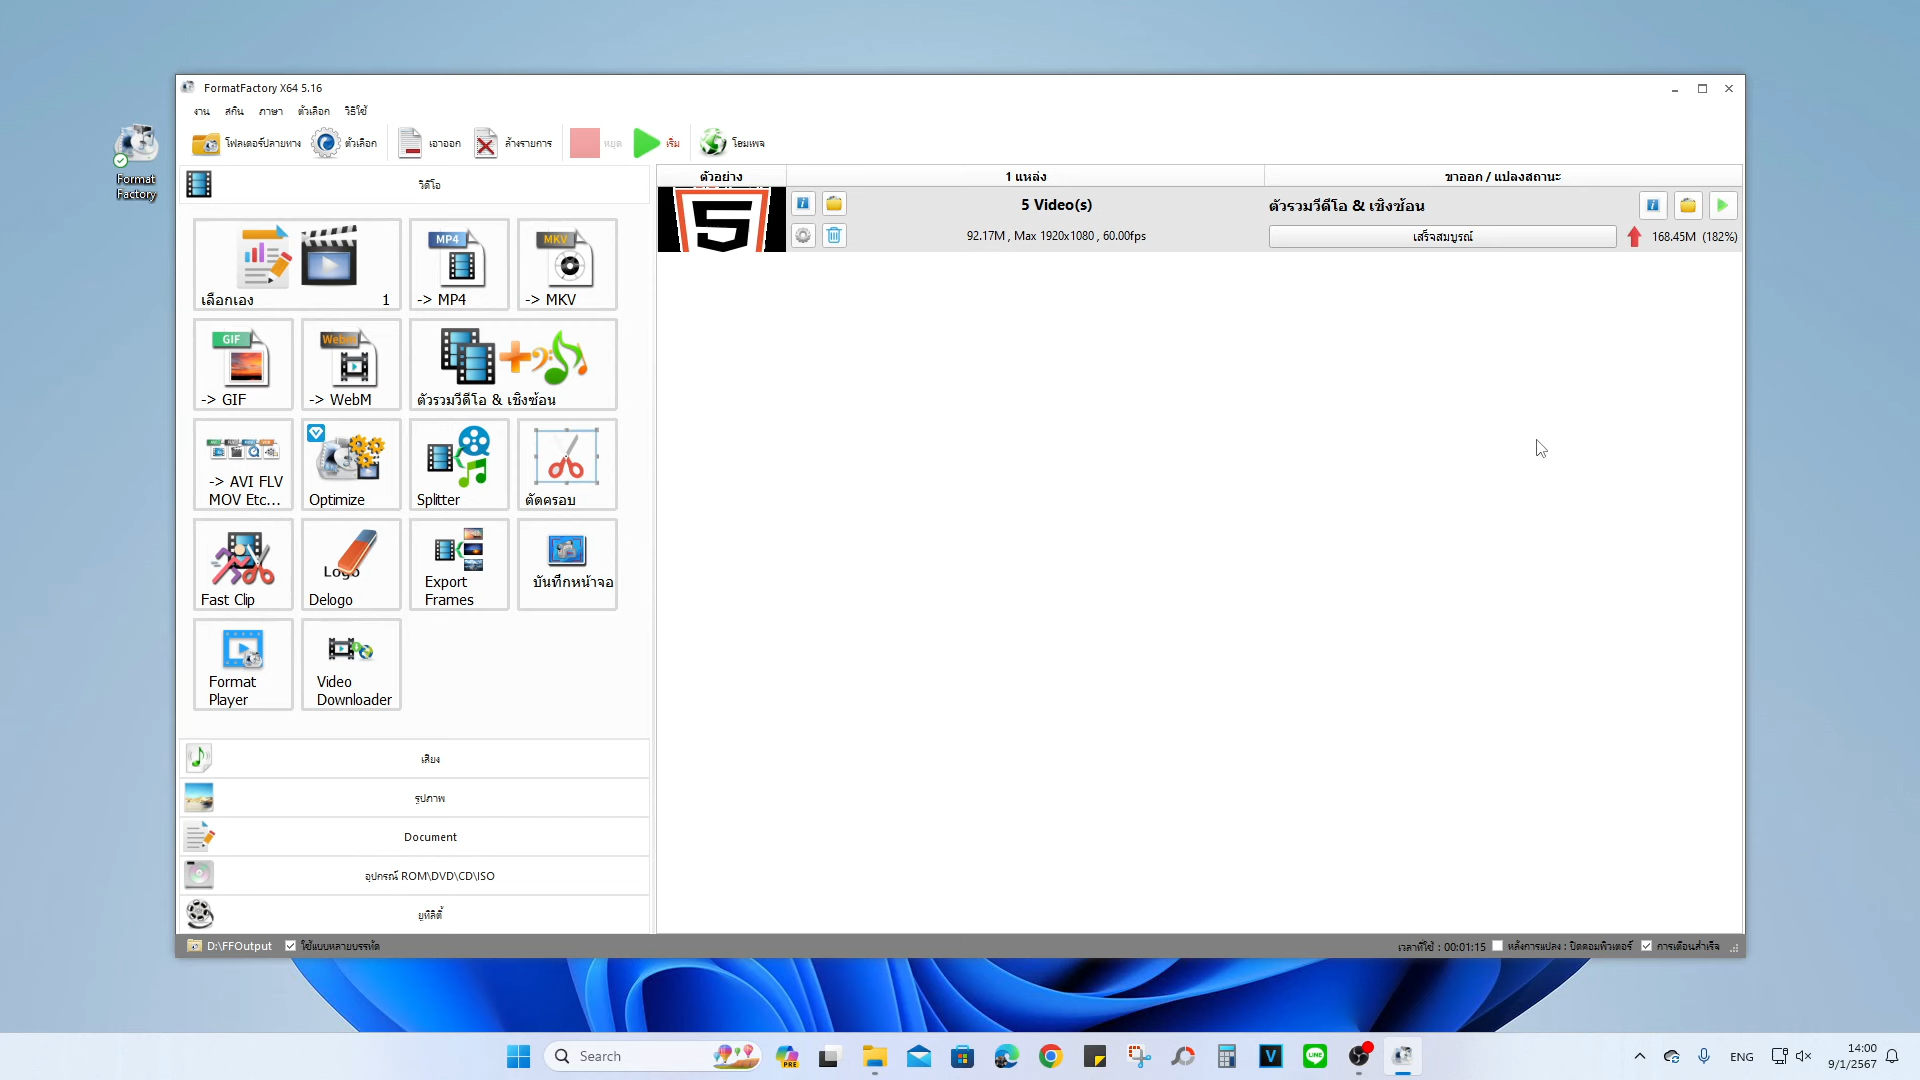 FormatFactory X64 5.16
งาน สกิน ภาษา ตัวเลือก วิธีใช้
โฟลเดอร์ปลายทาง ตัวเลือก เอาออก ล้างรายการ หยุด เริ่ม โฮมเพจ
Format
Factory
วิดีโอ
ตัวอย่าง 1 แหล่ง ขาออก / แปลงสถานะ
5 Video(s)
92.17M , Max 1920x1080 , 60.00fps
ตัวรวมวีดีโอ & เชิงซ้อน
เสร็จสมบูรณ์ 168.45M (182%)
เลือกเอง 1
MP4
-> MP4
MKV
-> MKV
GIF
-> GIF
-> WebM
ตัวรวมวีดีโอ & เชิงซ้อน
-> AVI FLV
MOV Etc...
Optimize
Splitter
ตัดครอบ
Fast Clip
Logo
Delogo
Export
Frames
บันทึกหน้าจอ
Format
Player
Video
Downloader
เสียง
รูปภาพ
Document
อุปกรณ์ ROM\DVD\CD\ISO
ยูทิลิตี้
D:\FFOutput ใช้แบบหลายบรรทัด
เวลาที่ใช้ : 00:01:15 หลังการแปลง : ปิดคอมพิวเตอร์ การเตือนสำเร็จ
Search
PRE
V
LINE
ENG
14:00
9/1/2567